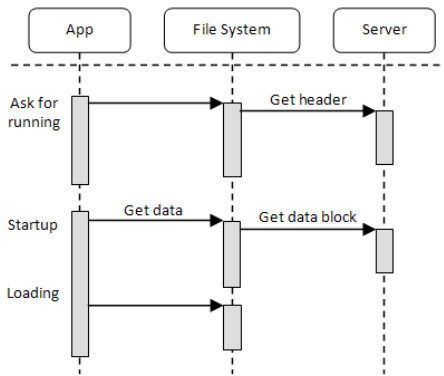 App
File System
Server
Ask for
running
Get header
Startup
Get data
Get data block
Loading